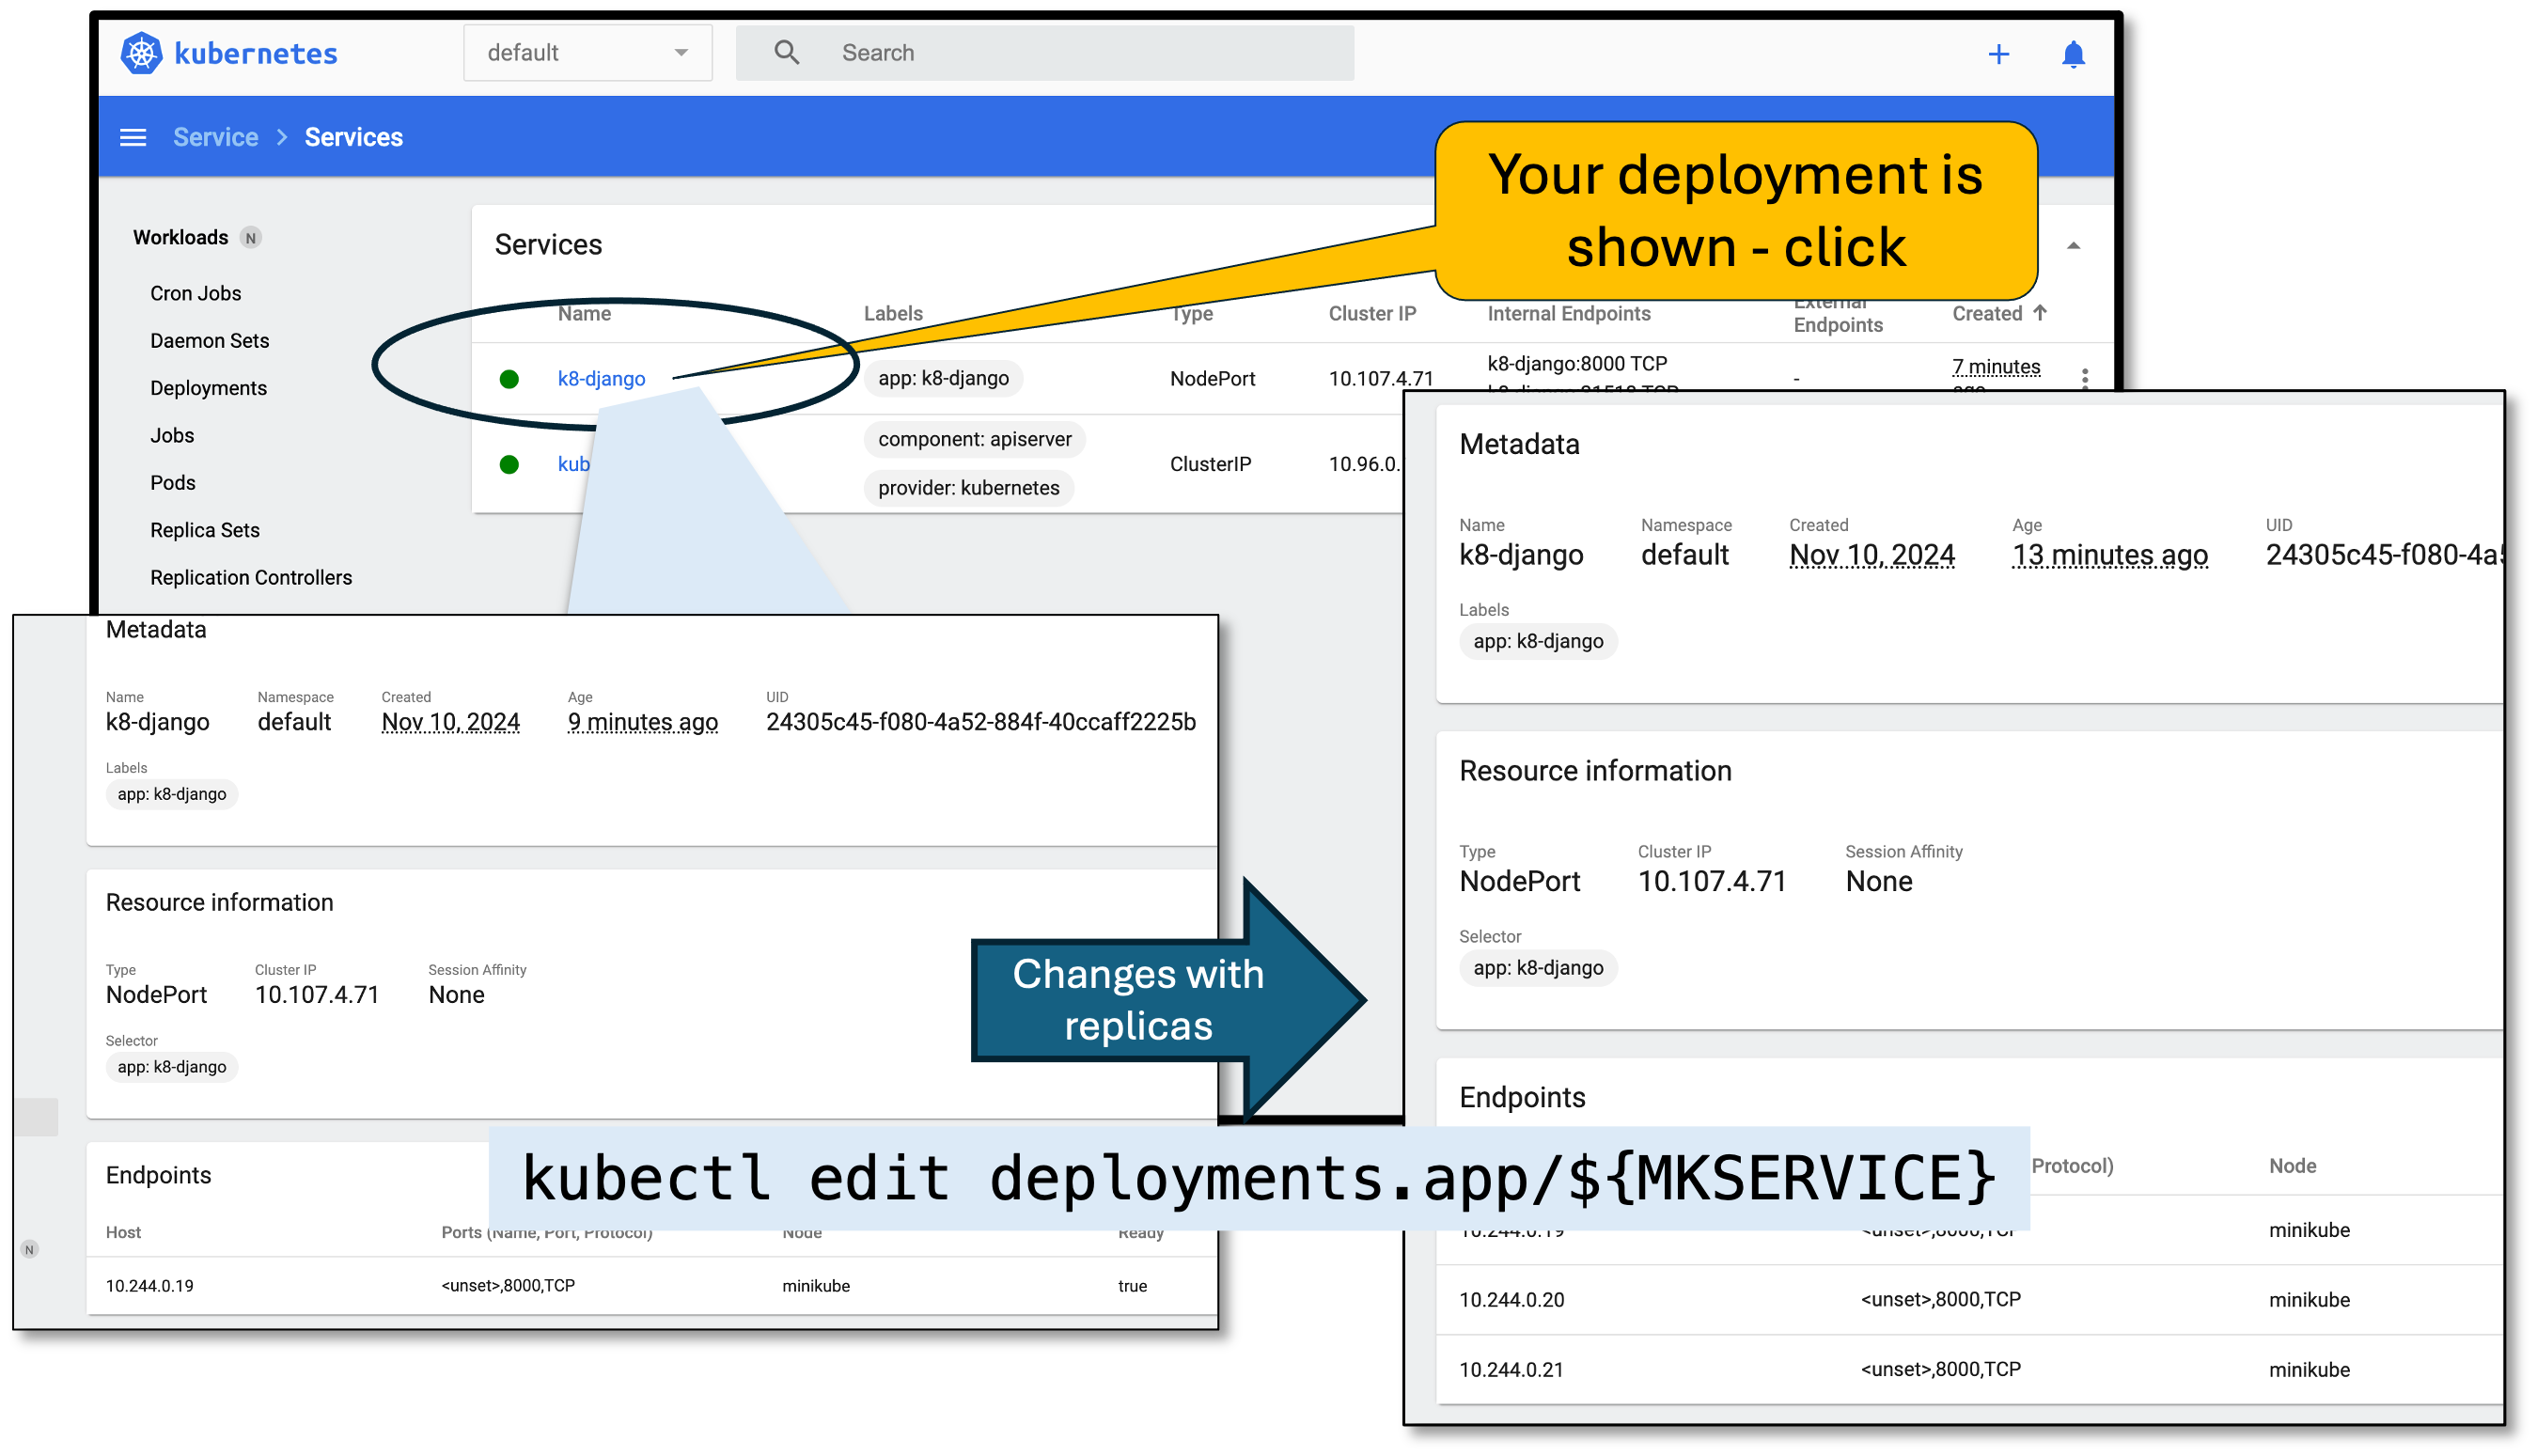 kubernetes
default
Search
Service > Services
Your deployment is
shown - click
Workloads N
Cron Jobs
Daemon Sets
Deployments
Jobs
Pods
Replica Sets
Replication Controllers
Services
Name Labels Type Cluster IP Internal Endpoints External Endpoints Created
k8-django app: k8-django NodePort 10.107.4.71 k8-django:8000 TCP - 7 minutes
kub component: apiserver ClusterIP 10.96.0.
provider: kubernetes
Metadata
Name Namespace Created Age UID
k8-django default Nov 10, 2024 9 minutes ago 24305c45-f080-4a52-884f-40ccaff2225b
Labels
app: k8-django
Resource information
Type Cluster IP Session Affinity
NodePort 10.107.4.71 None
Selector
app: k8-django
Endpoints
Host Ports (Name, Port, Protocol) Node Ready
N
10.244.0.19 <unset>,8000,TCP minikube true
Changes with
replicas
kubectl edit deployments.app/${MKSERVICE}
Metadata
Name Namespace Created Age UID
k8-django default Nov 10, 2024 13 minutes ago 24305c45-f080-4a5
Labels
app: k8-django
Resource information
Type Cluster IP Session Affinity
NodePort 10.107.4.71 None
Selector
app: k8-django
Endpoints
Protocol) Node
10.244.0.19 <unset>,8000,TCP minikube
10.244.0.20 <unset>,8000,TCP minikube
10.244.0.21 <unset>,8000,TCP minikube